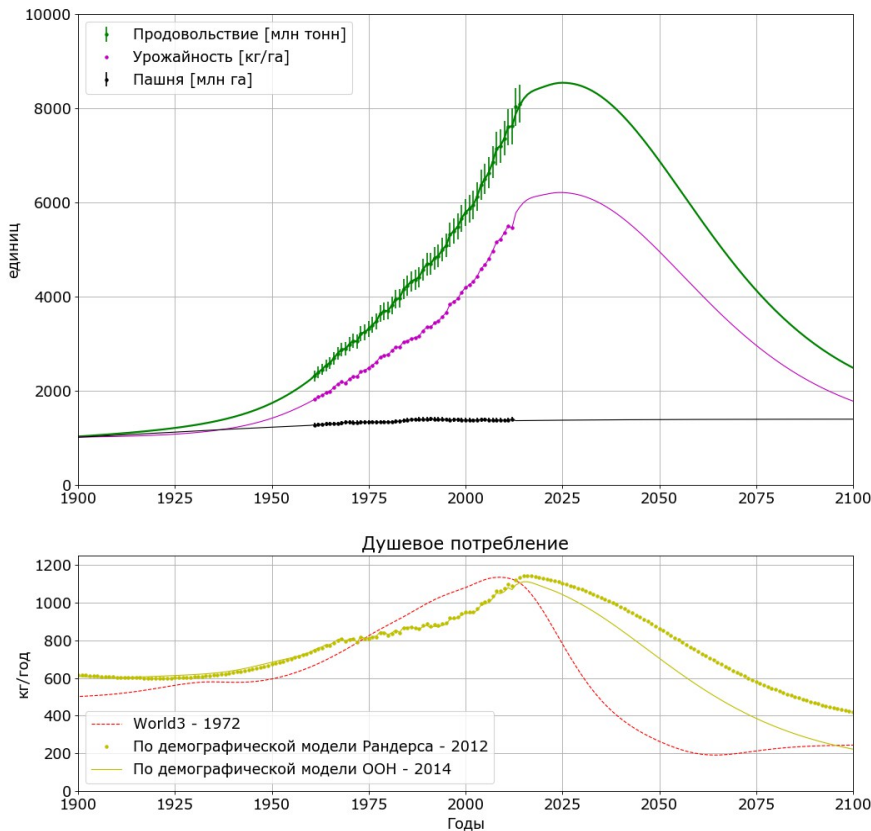 10000
8000
6000
4000
2000
0
единиц
Продовольствие [млн тонн]
Урожайность [кг/га]
Пашня [млн га]
1900 1925 1950 1975 2000 2025 2050 2075 2100
Душевое потребление
1200
1000
800
600
400
200
0
кг/год
World3 - 1972
По демографической модели Рандерса - 2012
По демографической модели ООН - 2014
1900 1925 1950 1975 2000 2025 2050 2075 2100
Годы